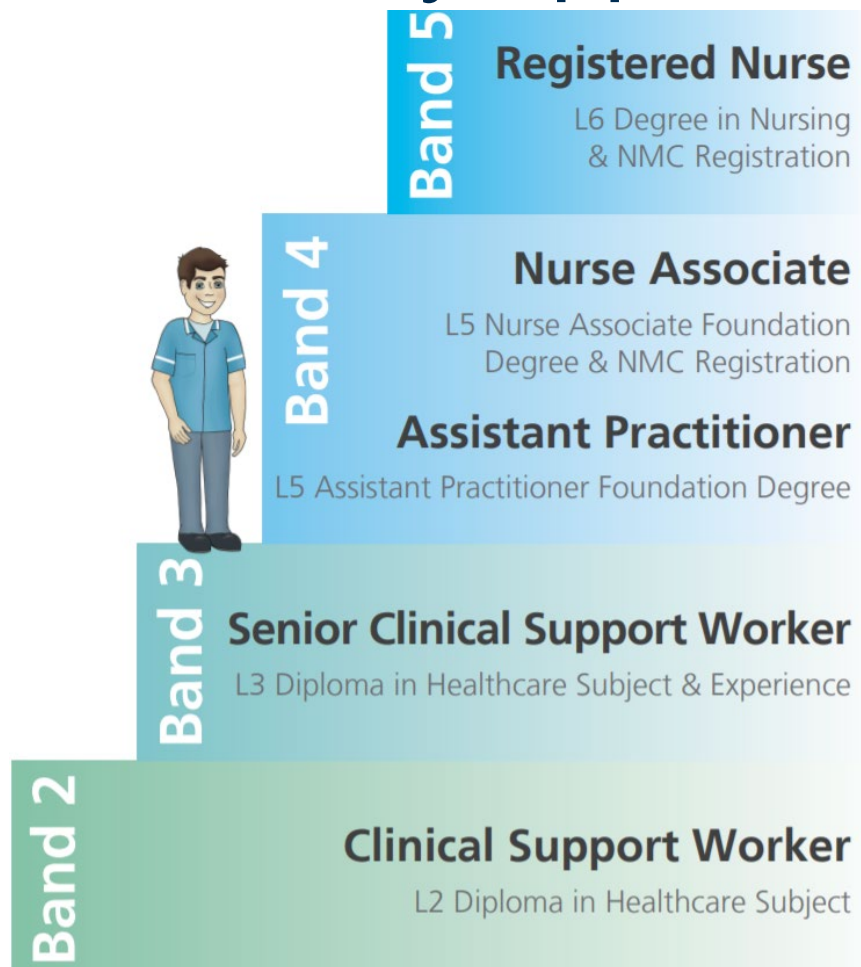 Band 5
Registered Nurse
L6 Degree in Nursing
& NMC Registration
Band 4
Nurse Associate
L5 Nurse Associate Foundation
Degree & NMC Registration
Assistant Practitioner
L5 Assistant Practitioner Foundation Degree
Band 3
Senior Clinical Support Worker
L3 Diploma in Healthcare Subject & Experience
Band 2
Clinical Support Worker
L2 Diploma in Healthcare Subject